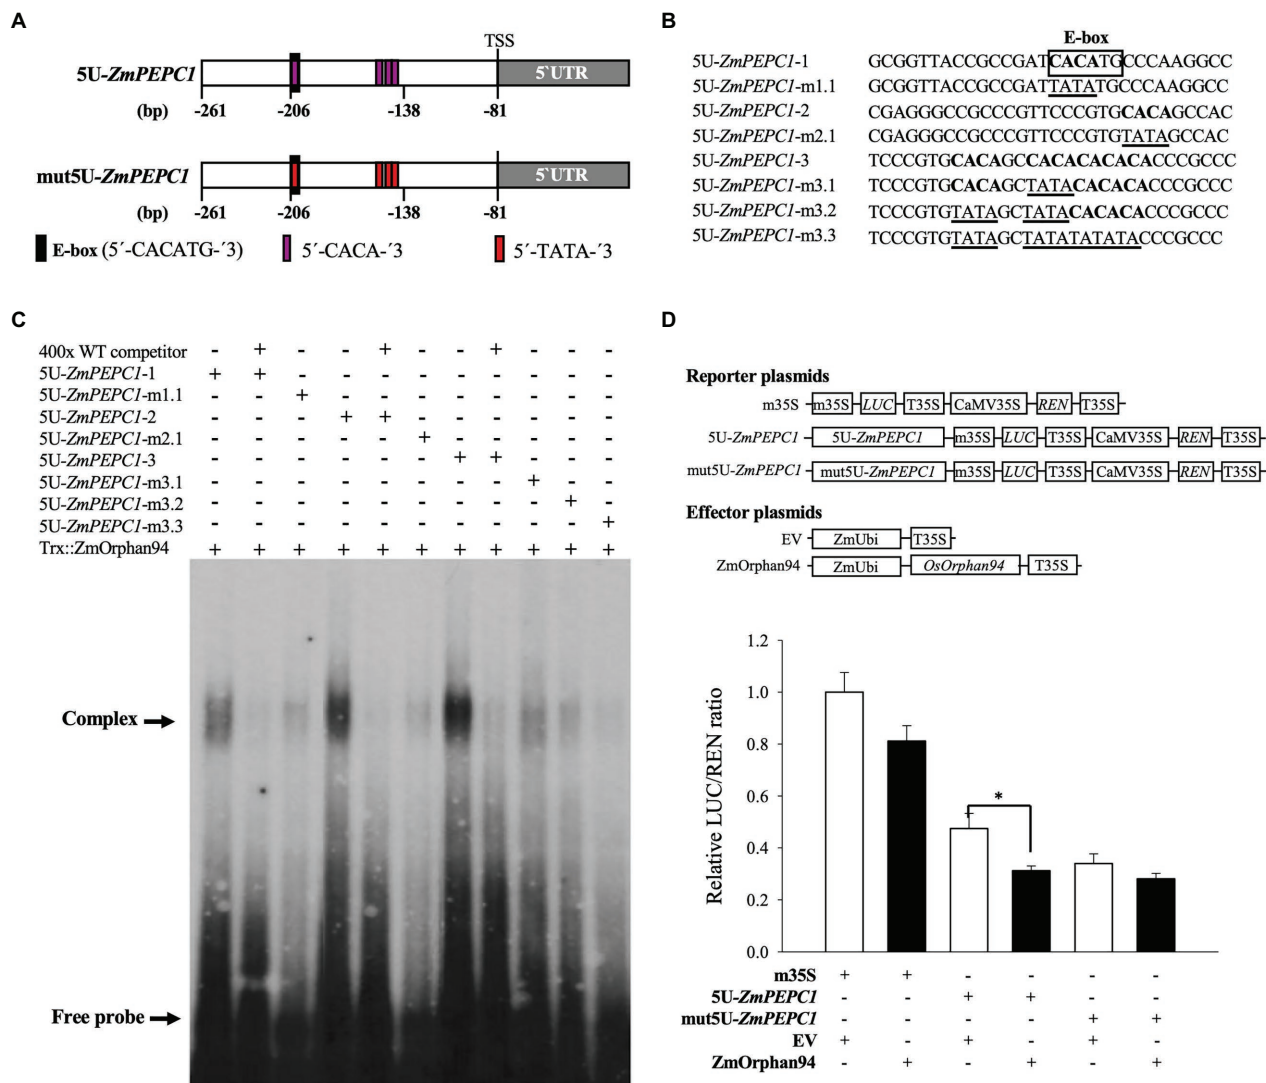 A
TSS
5U-ZmPEPC1
5`UTR
(bp) -261 -206 -138 -81
mut5U-ZmPEPC1
5`UTR
(bp) -261 -206 -138 -81
E-box (5´-CACATG-´3) 5´-CACA-´3 5´-TATA-´3
B
E-box
5U-ZmPEPC1-1 GCGGTTACCGCCGATCACATGCCCAAGGCC
5U-ZmPEPC1-m1.1 GCGGTTACCGCCGATTATATGCCCAAGGCC
5U-ZmPEPC1-2 CGAGGGCCGCCCGTTCCCGTGCACAGCCAC
5U-ZmPEPC1-m2.1 CGAGGGCCGCCCGTTCCCGTGTATAGCCAC
5U-ZmPEPC1-3 TCCCGTGCACAGCCACACACACACCCGCCC
5U-ZmPEPC1-m3.1 TCCCGTGCACAGCTATACACACACCCGCCC
5U-ZmPEPC1-m3.2 TCCCGTGTATAGCTATACACACACCCGCCC
5U-ZmPEPC1-m3.3 TCCCGTGTATAGCTATATATATACCCGCCC
C
400x WT competitor - + - - + - - + - - -
5U-ZmPEPC1-1 + + - - - - - - - - -
5U-ZmPEPC1-m1.1 - - + - - - - - - - -
5U-ZmPEPC1-2 - - - + + - - - - - -
5U-ZmPEPC1-m2.1 - - - - - + - - - - -
5U-ZmPEPC1-3 - - - - - - + + - - -
5U-ZmPEPC1-m3.1 - - - - - - - - + - -
5U-ZmPEPC1-m3.2 - - - - - - - - - + -
5U-ZmPEPC1-m3.3 - - - - - - - - - - +
Trx::ZmOrphan94 + + + + + + + + + + +
Complex
Free probe
D
Reporter plasmids
m35S m35S LUC T35S CaMV35S REN T35S
5U-ZmPEPC1 5U-ZmPEPC1 m35S LUC T35S CaMV35S REN T35S
mut5U-ZmPEPC1 mut5U-ZmPEPC1 m35S LUC T35S CaMV35S REN T35S
Effector plasmids
EV ZmUbi T35S
ZmOrphan94 ZmUbi OsOrphan94 T35S
Relative LUC/REN ratio
1.2
1.0
0.8
0.6
0.4
0.2
0.0
*
m35S + + - - - -
5U-ZmPEPC1 - - + + - -
mut5U-ZmPEPC1 - - - - + +
EV + - + - + -
ZmOrphan94 - + - + - +